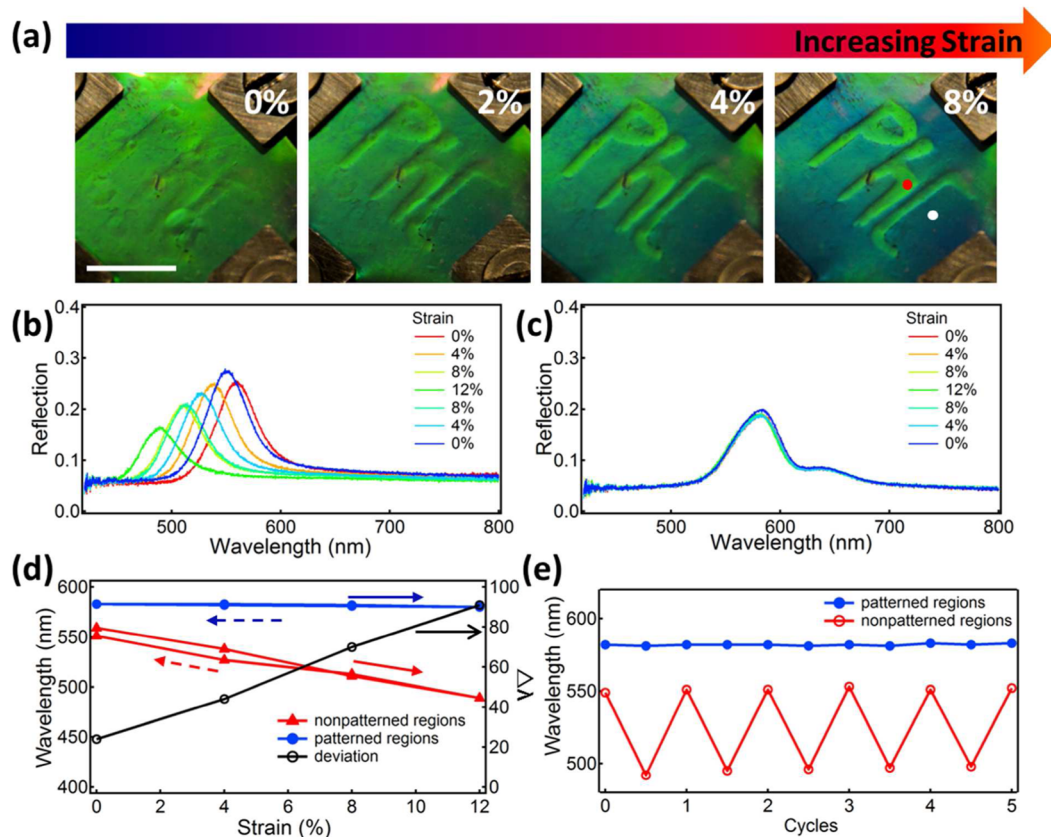 (a)
Increasing Strain
0%
2%
4%
8%
(b)
0.4
0.3
0.2
0.1
0.0
Reflection
500
600
700
800
Wavelength (nm)
Strain
0%
4%
8%
12%
8%
4%
0%
(c)
0.4
0.3
0.2
0.1
0.0
Reflection
500
600
700
800
Wavelength (nm)
Strain
0%
4%
8%
12%
8%
4%
0%
(d)
600
550
500
450
400
Wavelength (nm)
0
2
4
6
8
10
12
Strain (%)
100
80
60
40
20
0
Δλ
nonpatterned regions
patterned regions
deviation
(e)
600
550
500
Wavelength (nm)
0
1
2
3
4
5
Cycles
patterned regions
nonpatterned regions